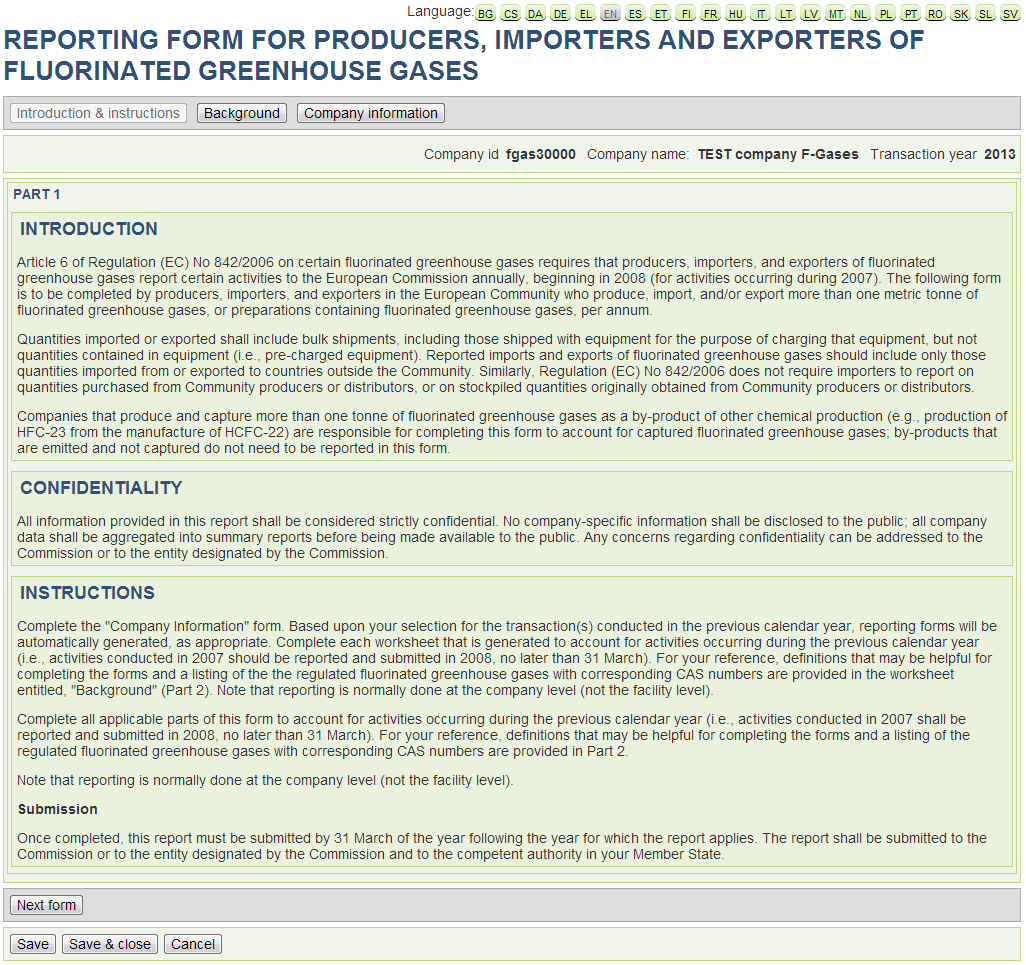 Language: BG CS DA DE EL EN ES ET FI FR HU IT LT LV MT NL PL PT RO SK SL SV
REPORTING FORM FOR PRODUCERS, IMPORTERS AND EXPORTERS OF
FLUORINATED GREENHOUSE GASES
Introduction & instructions Background Company information
Company id fgas30000 Company name: TEST company F-Gases Transaction year 2013
PART 1
INTRODUCTION
Article 6 of Regulation (EC) No 842/2006 on certain fluorinated greenhouse gases requires that producers, importers, and exporters of fluorinated
greenhouse gases report certain activities to the European Commission annually, beginning in 2008 (for activities occurring during 2007). The following form
is to be completed by producers, importers, and exporters in the European Community who produce, import, and/or export more than one metric tonne of
fluorinated greenhouse gases, or preparations containing fluorinated greenhouse gases, per annum.
Quantities imported or exported shall include bulk shipments, including those shipped with equipment for the purpose of charging that equipment, but not
quantities contained in equipment (i.e., pre-charged equipment). Reported imports and exports of fluorinated greenhouse gases should include only those
quantities imported from or exported to countries outside the Community. Similarly, Regulation (EC) No 842/2006 does not require importers to report on
quantities purchased from Community producers or distributors, or on stockpiled quantities originally obtained from Community producers or distributors.
Companies that produce and capture more than one tonne of fluorinated greenhouse gases as a by-product of other chemical production (e.g., production of
HFC-23 from the manufacture of HCFC-22) are responsible for completing this form to account for captured fluorinated greenhouse gases; by-products that
are emitted and not captured do not need to be reported in this form.
CONFIDENTIALITY
All information provided in this report shall be considered strictly confidential. No company-specific information shall be disclosed to the public; all company
data shall be aggregated into summary reports before being made available to the public. Any concerns regarding confidentiality can be addressed to the
Commission or to the entity designated by the Commission.
INSTRUCTIONS
Complete the "Company Information" form. Based upon your selection for the transaction(s) conducted in the previous calendar year, reporting forms will be
automatically generated, as appropriate. Complete each worksheet that is generated to account for activities occurring during the previous calendar year
(i.e., activities conducted in 2007 should be reported and submitted in 2008, no later than 31 March). For your reference, definitions that may be helpful for
completing the forms and a listing of the the regulated fluorinated greenhouse gases with corresponding CAS numbers are provided in the worksheet
entitled, "Background" (Part 2). Note that reporting is normally done at the company level (not the facility level).
Complete all applicable parts of this form to account for activities occurring during the previous calendar year (i.e., activities conducted in 2007 shall be
reported and submitted in 2008, no later than 31 March). For your reference, definitions that may be helpful for completing the forms and a listing of the
regulated fluorinated greenhouse gases with corresponding CAS numbers are provided in Part 2.
Note that reporting is normally done at the company level (not the facility level).
Submission
Once completed, this report must be submitted by 31 March of the year following the year for which the report applies. The report shall be submitted to the
Commission or to the entity designated by the Commission and to the competent authority in your Member State.
Next form
Save Save & close Cancel